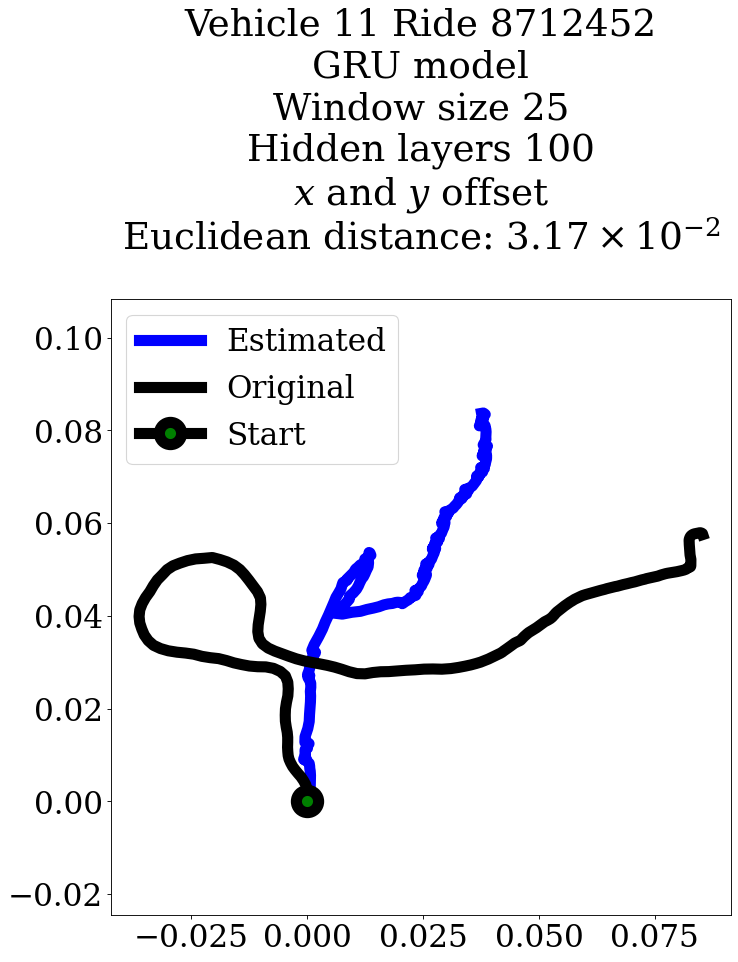 Vehicle 11 Ride 8712452
GRU model
Window size 25
Hidden layers 100
x and y offset
Euclidean distance: 3.17 × 10⁻²
Estimated
Original
Start
0.10
0.08
0.06
0.04
0.02
0.00
−0.02
−0.025 0.000 0.025 0.050 0.075